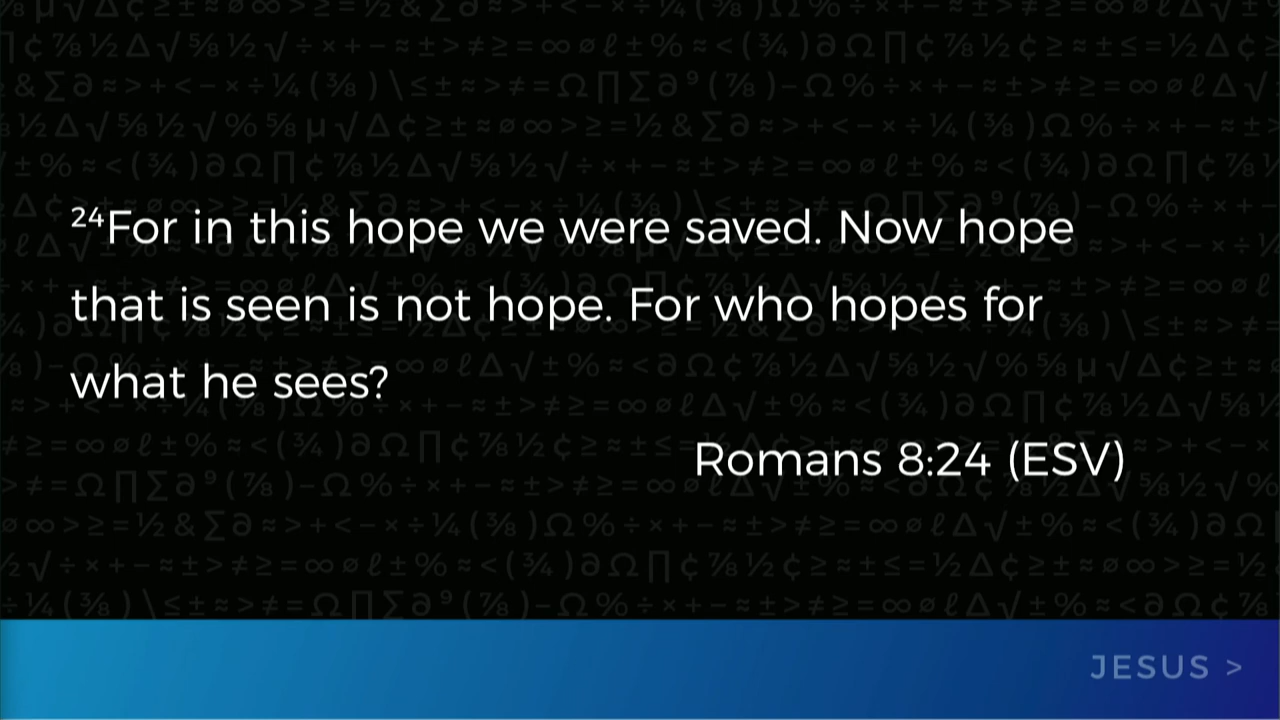 ²⁴For in this hope we were saved. Now hope
that is seen is not hope. For who hopes for
what he sees?
Romans 8:24 (ESV)
JESUS >